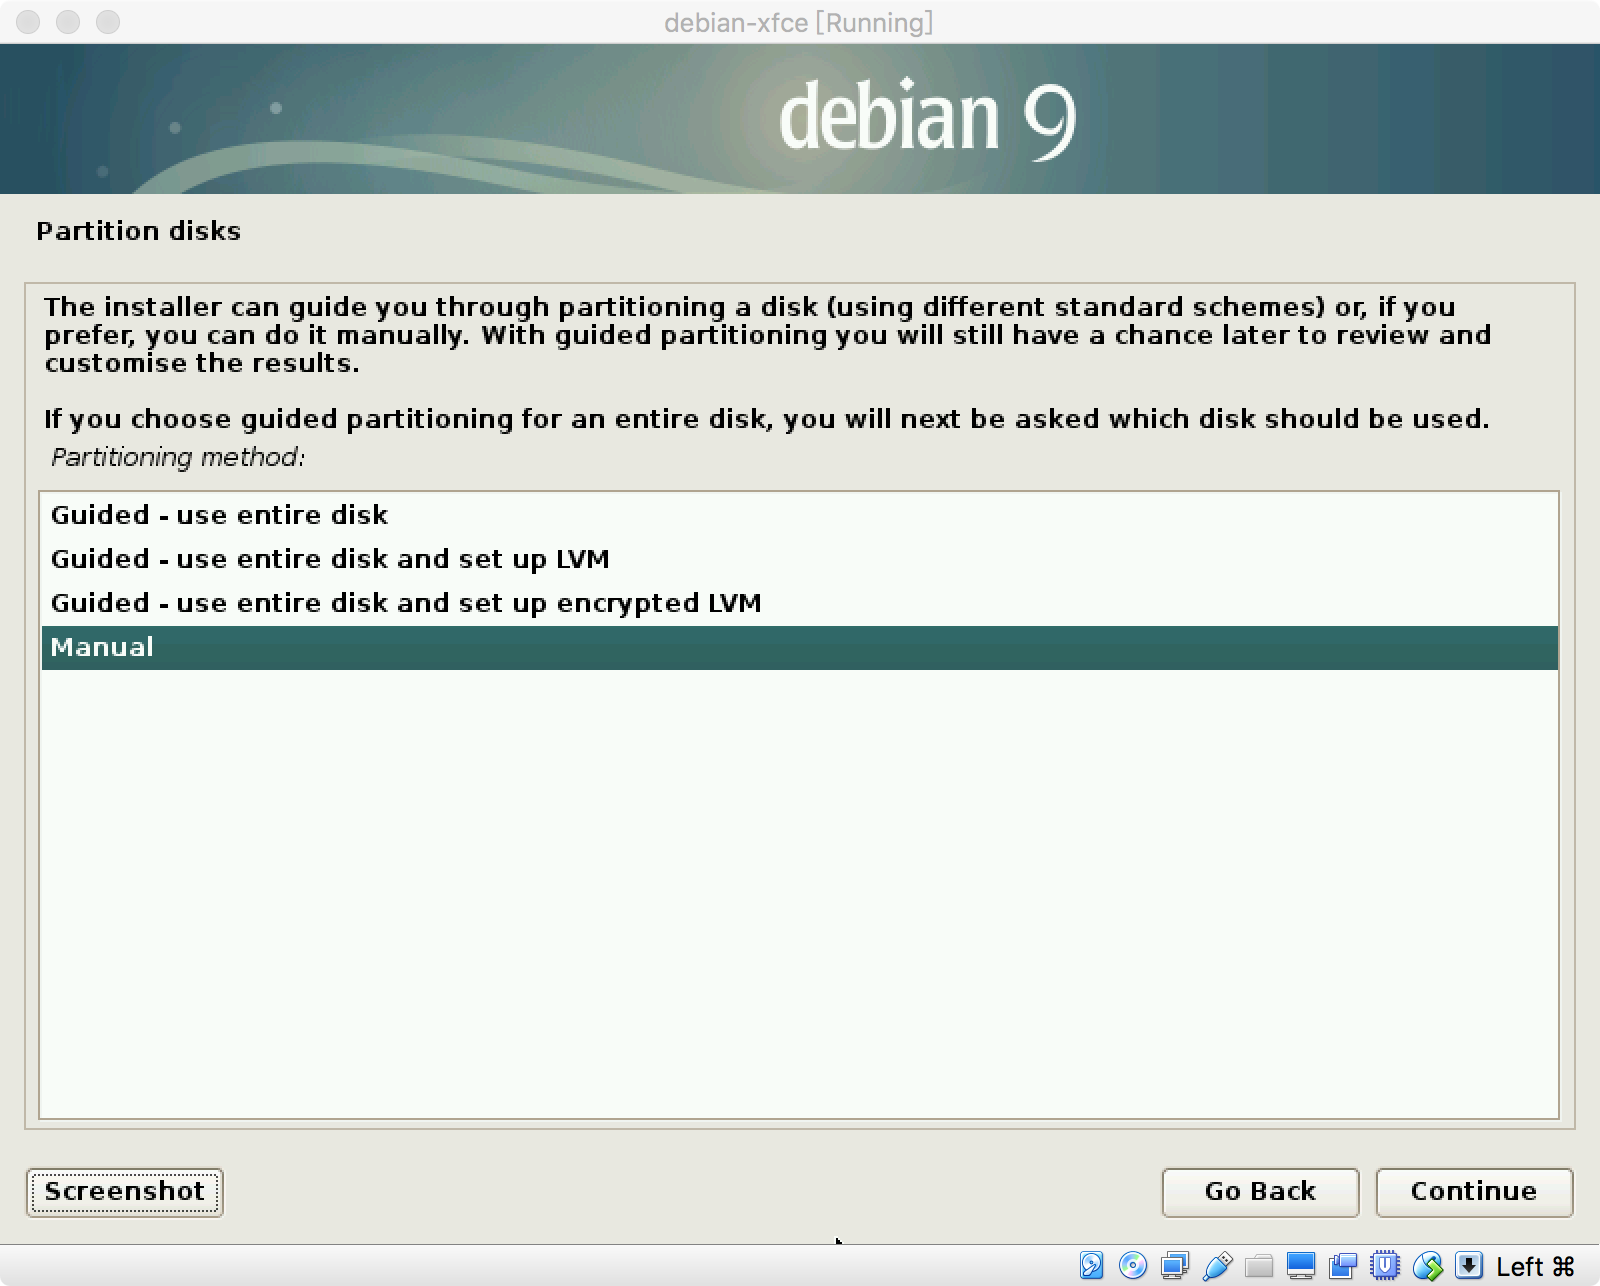 debian-xfce [Running]
debian 9
Partition disks
The installer can guide you through partitioning a disk (using different standard schemes) or, if you
prefer, you can do it manually. With guided partitioning you will still have a chance later to review and
customise the results.
If you choose guided partitioning for an entire disk, you will next be asked which disk should be used.
Partitioning method:
Guided - use entire disk
Guided - use entire disk and set up LVM
Guided - use entire disk and set up encrypted LVM
Manual
Screenshot
Go Back
Continue
Left ⌘